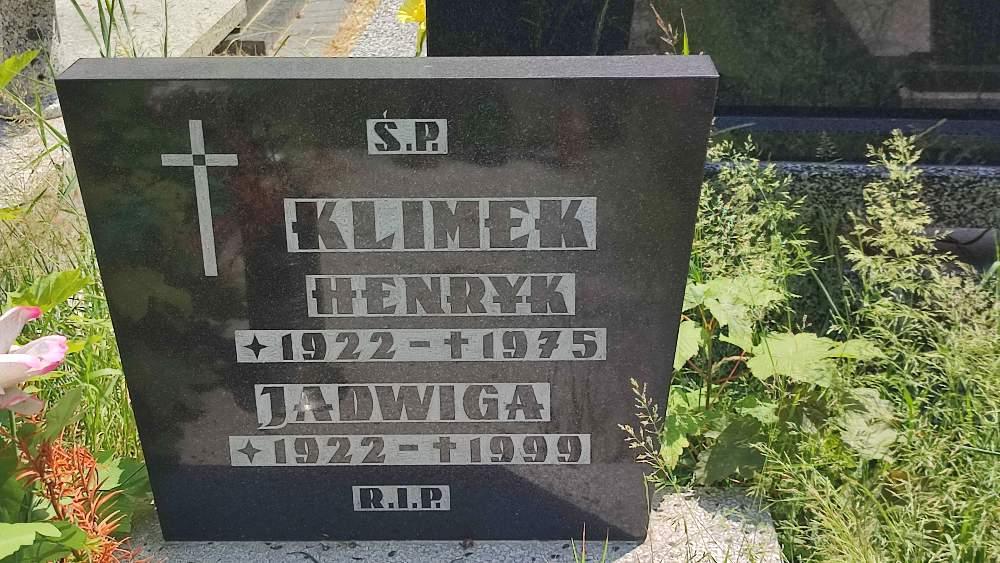 Ś.P.
KLIMEK
HENRYK
✦1922 - ✝1975
JADWIGA
✦1922 - ✝1999
R.I.P.